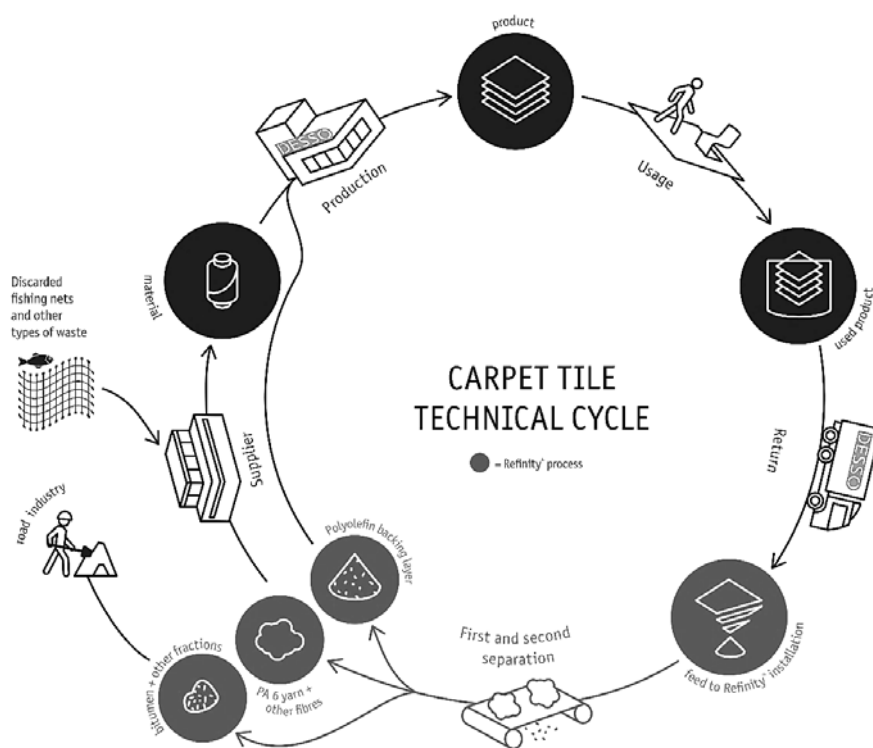 product
DESSO
Production
Usage
material
used product
Discarded
fishing nets
and other
types of waste
CARPET TILE
TECHNICAL CYCLE
= Refinity® process
Supplier
Return
DESSO
road industry
Polyolefin backing layer
First and second
separation
feed to Refinity® installation
PA 6 yarn +
other fibres
bitumen + other fractions